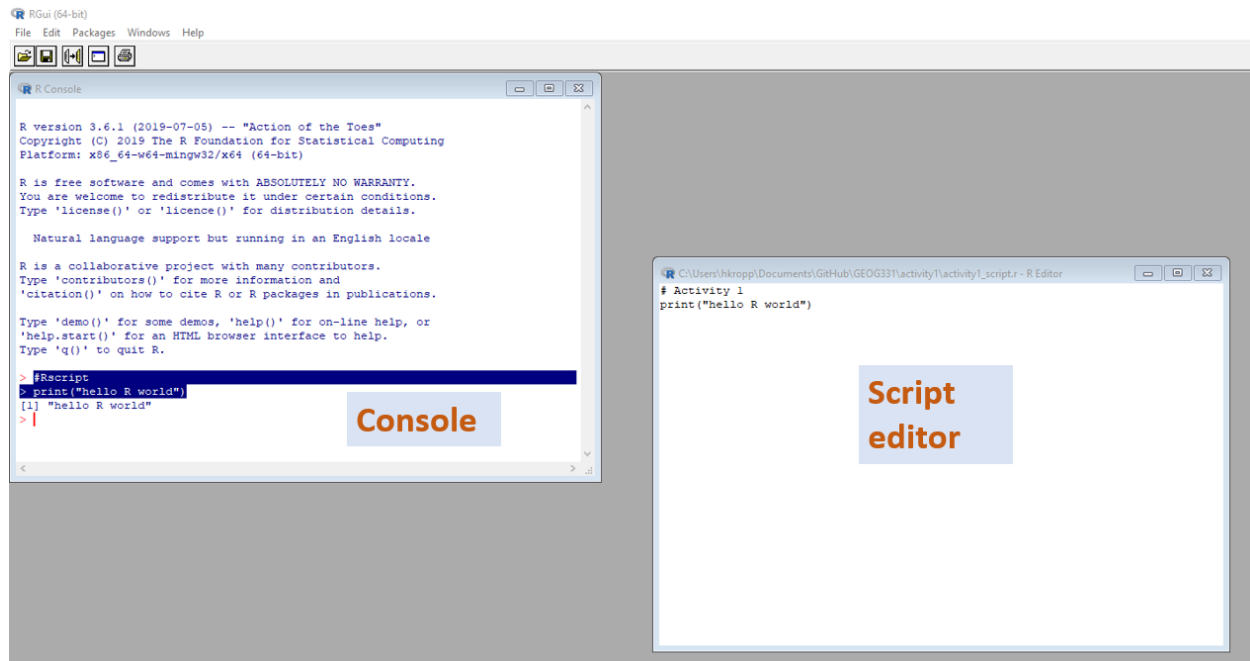 RGui (64-bit)
File Edit Packages Windows Help
R Console
R version 3.6.1 (2019-07-05) -- "Action of the Toes"
Copyright (C) 2019 The R Foundation for Statistical Computing
Platform: x86_64-w64-mingw32/x64 (64-bit)
R is free software and comes with ABSOLUTELY NO WARRANTY.
You are welcome to redistribute it under certain conditions.
Type 'license()' or 'licence()' for distribution details.
Natural language support but running in an English locale
R is a collaborative project with many contributors.
Type 'contributors()' for more information and
'citation()' on how to cite R or R packages in publications.
Type 'demo()' for some demos, 'help()' for on-line help, or
'help.start()' for an HTML browser interface to help.
Type 'q()' to quit R.
> #Rscript
> print("hello R world")
[1] "hello R world"
>
Console
C:\Users\hkropp\Documents\GitHub\GEOG331\activity1\activity1_script.r - R Editor
# Activity 1
print("hello R world")
Script
editor